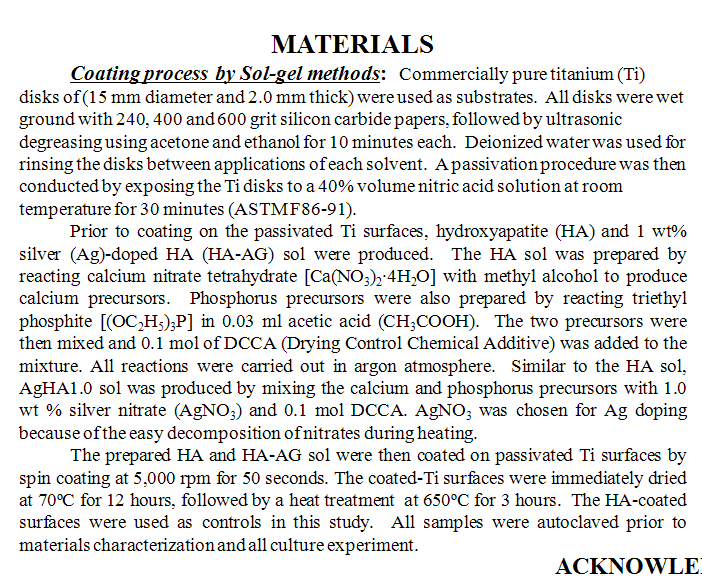 MATERIALS
Coating process by Sol-gel methods: Commercially pure titanium (Ti)
disks of (15 mm diameter and 2.0 mm thick) were used as substrates. All disks were wet
ground with 240, 400 and 600 grit silicon carbide papers, followed by ultrasonic
degreasing using acetone and ethanol for 10 minutes each. Deionized water was used for
rinsing the disks between applications of each solvent. A passivation procedure was then
conducted by exposing the Ti disks to a 40% volume nitric acid solution at room
temperature for 30 minutes (ASTMF86-91).
Prior to coating on the passivated Ti surfaces, hydroxyapatite (HA) and 1 wt%
silver (Ag)-doped HA (HA-AG) sol were produced. The HA sol was prepared by
reacting calcium nitrate tetrahydrate [Ca(NO₃)₂·4H₂O] with methyl alcohol to produce
calcium precursors. Phosphorus precursors were also prepared by reacting triethyl
phosphite [(OC₂H₅)₃P] in 0.03 ml acetic acid (CH₃COOH). The two precursors were
then mixed and 0.1 mol of DCCA (Drying Control Chemical Additive) was added to the
mixture. All reactions were carried out in argon atmosphere. Similar to the HA sol,
AgHA1.0 sol was produced by mixing the calcium and phosphorus precursors with 1.0
wt % silver nitrate (AgNO₃) and 0.1 mol DCCA. AgNO₃ was chosen for Ag doping
because of the easy decomposition of nitrates during heating.
The prepared HA and HA-AG sol were then coated on passivated Ti surfaces by
spin coating at 5,000 rpm for 50 seconds. The coated-Ti surfaces were immediately dried
at 70ºC for 12 hours, followed by a heat treatment at 650ºC for 3 hours. The HA-coated
surfaces were used as controls in this study. All samples were autoclaved prior to
materials characterization and all culture experiment.
ACKNOWLE